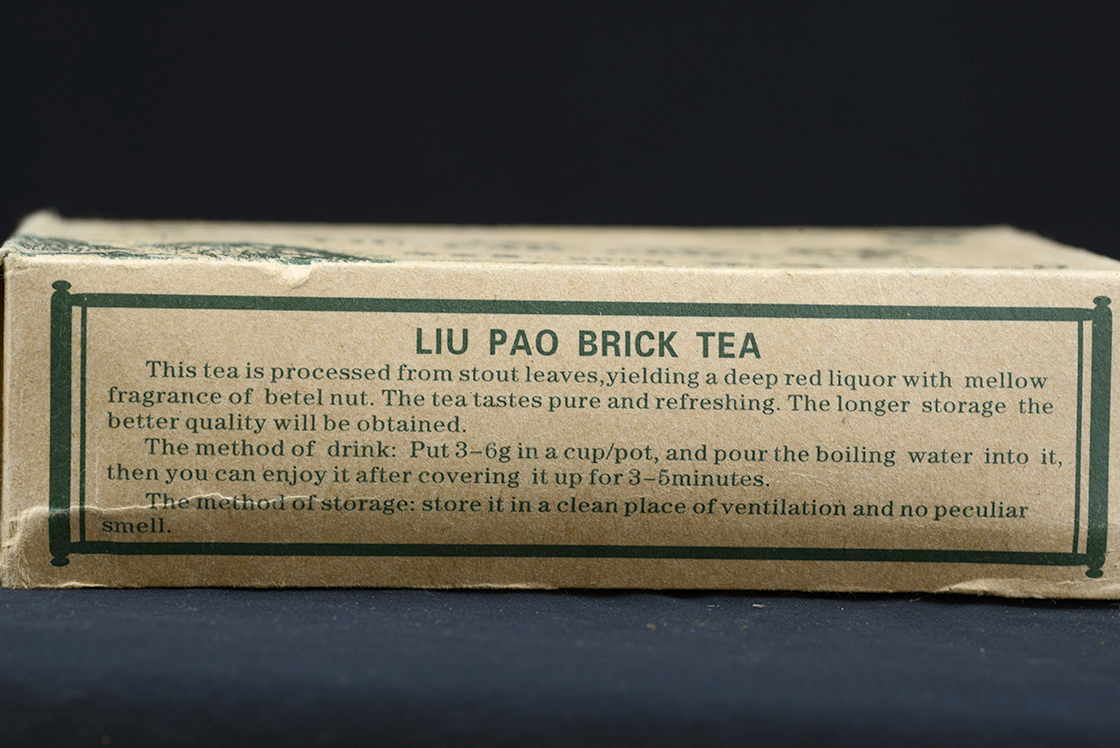 LIU PAO BRICK TEA
This tea is processed from stout leaves,yielding a deep red liquor with mellow
fragrance of betel nut. The tea tastes pure and refreshing. The longer storage the
better quality will be obtained.
The method of drink: Put 3–6g in a cup/pot, and pour the boiling water into it,
then you can enjoy it after covering it up for 3–5minutes.
The method of storage: store it in a clean place of ventilation and no peculiar
smell.